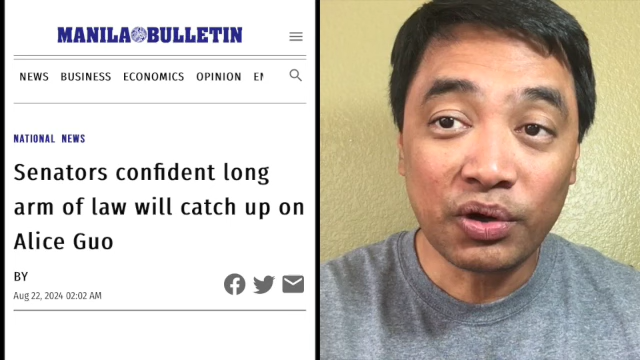 MANILA BULLETIN
NEWS BUSINESS ECONOMICS OPINION EN
NATIONAL NEWS
Senators confident long
arm of law will catch up on
Alice Guo
BY
Aug 22, 2024 02:02 AM